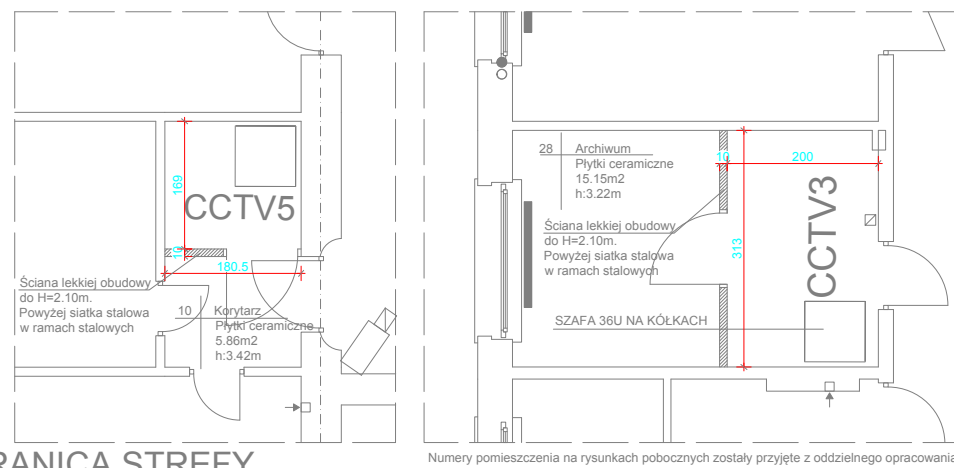 169
CCTV5
10
180.5
Ściana lekkiej obudowy
do H=2.10m.
Powyżej siatka stalowa
w ramach stalowych
10 Korytarz
Płytki ceramiczne
5.86m2
h:3.42m
28 Archiwum
Płytki ceramiczne
15.15m2
h:3.22m
Ściana lekkiej obudowy
do H=2.10m.
Powyżej siatka stalowa
w ramach stalowych
10
200
313
CCTV3
SZAFA 36U NA KÓŁKACH
RANICA STREFY
Numery pomieszczenia na rysunkach pobocznych zostały przyjęte z oddzielnego opracowania